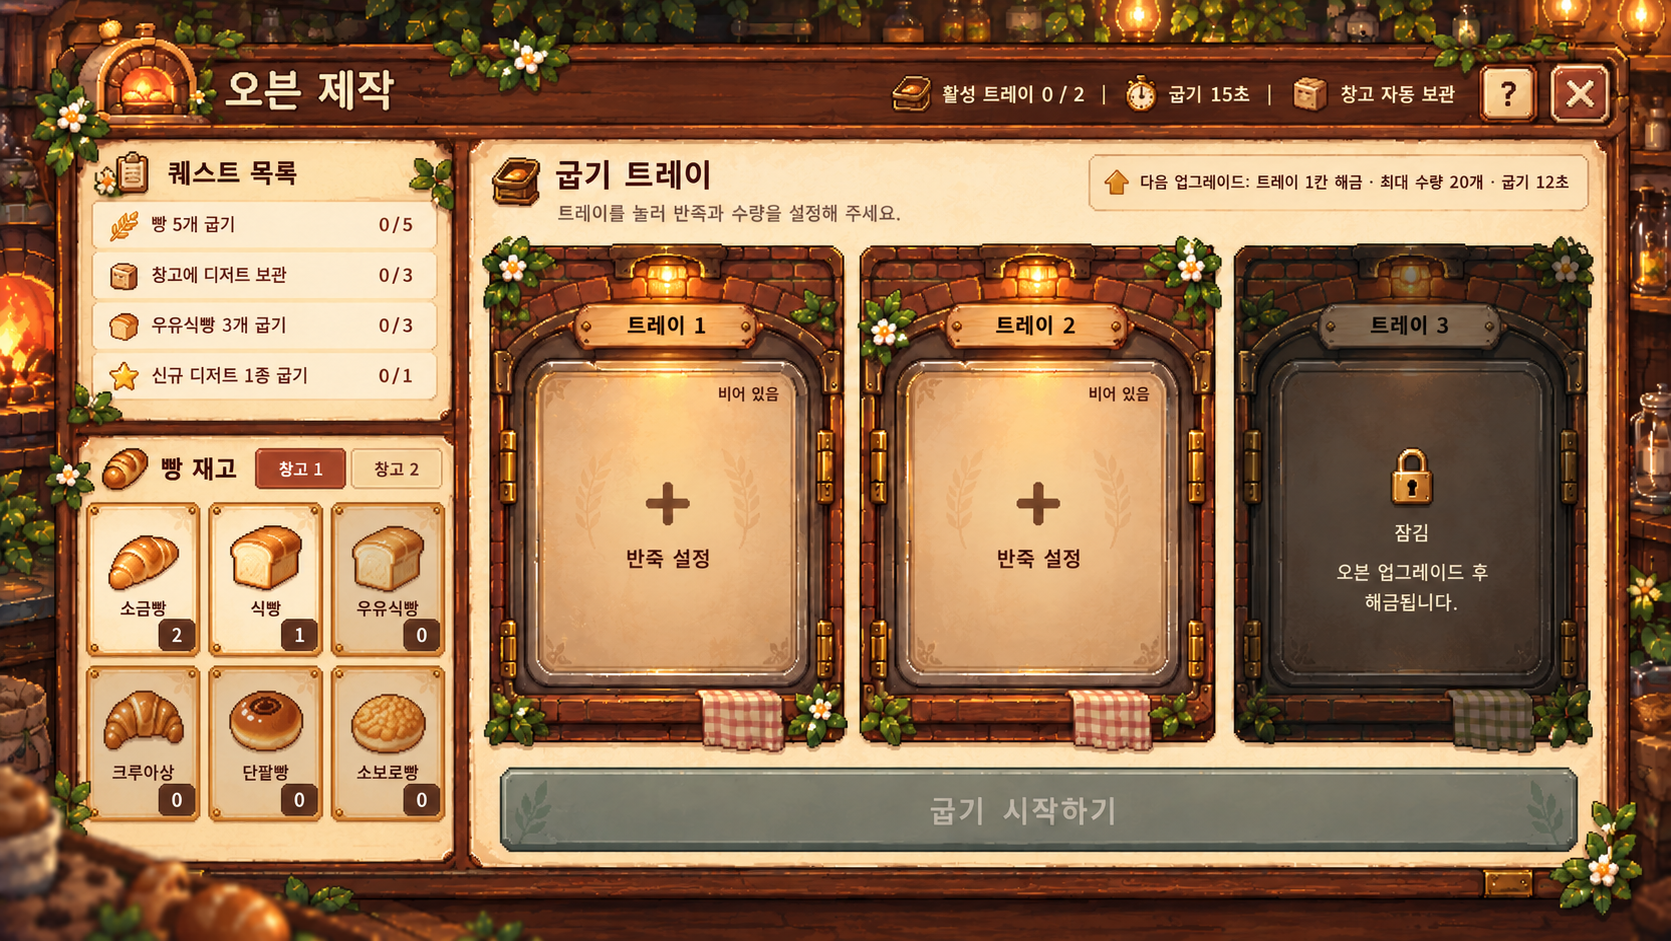 오븐 제작
활성 트레이 0 / 2 | 굽기 15초 | 창고 자동 보관
?
퀘스트 목록
빵 5개 굽기 0/5
창고에 디저트 보관 0/3
우유식빵 3개 굽기 0/3
신규 디저트 1종 굽기 0/1
빵 재고
창고 1
창고 2
소금빵
2
식빵
1
우유식빵
0
크루아상
0
단팥빵
0
소보로빵
0
굽기 트레이
트레이를 눌러 반족과 수량을 설정해 주세요.
다음 업그레이드: 트레이 1칸 해금 · 최대 수량 20개 · 굽기 12초
트레이 1
비어 있음
반죽 설정
트레이 2
비어 있음
반죽 설정
트레이 3
잠김
오븐 업그레이드 후
해금됩니다.
굽기 시작하기